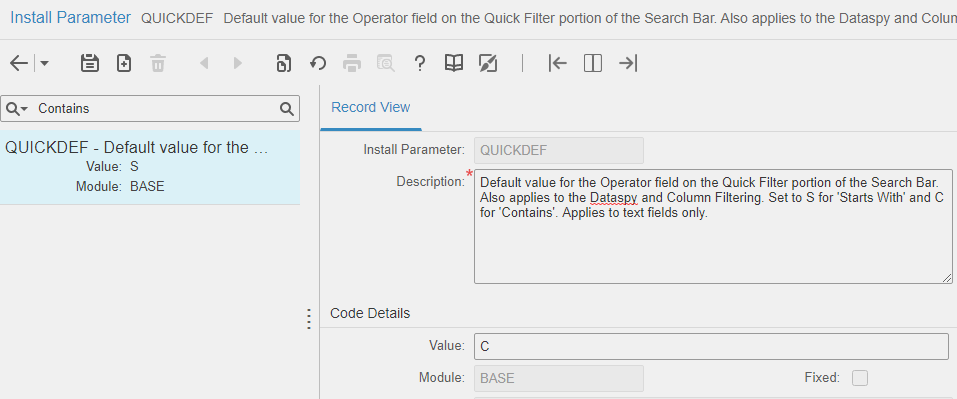 Install Parameter QUICKDEF Default value for the Operator field on the Quick Filter portion of the Search Bar. Also applies to the Dataspy and
Contains
QUICKDEF - Default value for the ...
Value: S
Module: BASE
Record View
Install Parameter: QUICKDEF
Description:* Default value for the Operator field on the Quick Filter portion of the Search Bar.
Also applies to the Dataspy and Column Filtering. Set to S for 'Starts With' and C
for 'Contains'. Applies to text fields only.
Code Details
Value: C
Module: BASE Fixed: